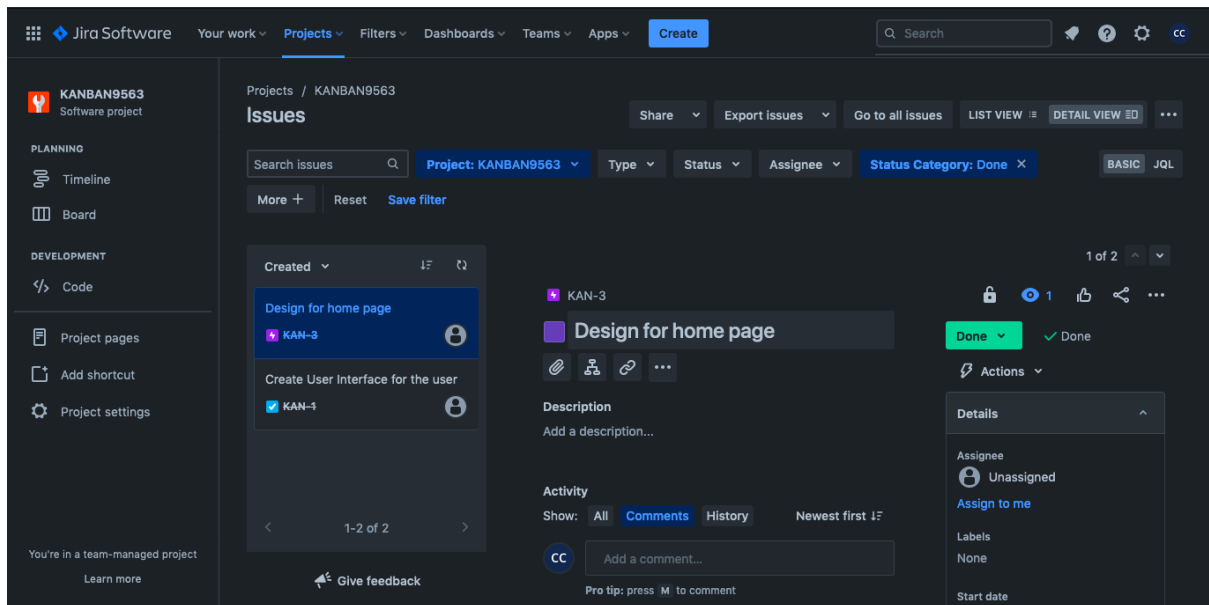 Jira Software Your work Projects Filters Dashboards Teams Apps Create Search CC
KANBAN9563
Software project
PLANNING
Timeline
Board
DEVELOPMENT
Code
Project pages
Add shortcut
Project settings
You're in a team-managed project
Learn more
Projects / KANBAN9563
Issues
Share Export issues Go to all issues LIST VIEW DETAIL VIEW
Search issues Project: KANBAN9563 Type Status Assignee Status Category: Done BASIC JQL
More Reset Save filter
Created
Design for home page
KAN-3
Create User Interface for the user
KAN-1
1-2 of 2
Give feedback
1 of 2
KAN-3
1
Design for home page
Description
Add a description...
Activity
Show: All Comments History Newest first
CC Add a comment...
Pro tip: press M to comment
Done Done
Actions
Details
Assignee
Unassigned
Assign to me
Labels
None
Start date